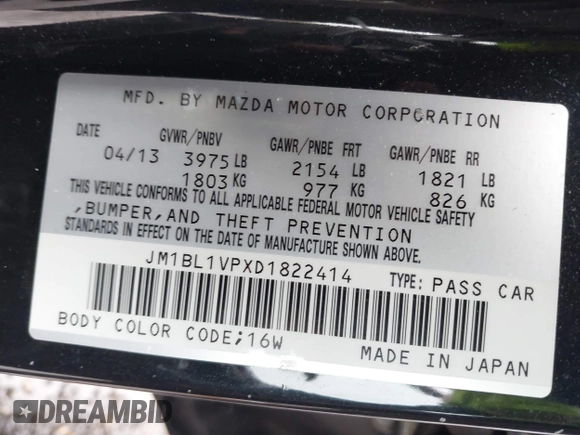 MFD. BY MAZDA MOTOR CORPORATION
DATE GVWR/PNBV GAWR/PNBE FRT GAWR/PNBE RR
04/13 3975 LB 2154 LB 1821 LB
1803 KG 977 KG 826 KG
THIS VEHICLE CONFORMS TO ALL APPLICABLE FEDERAL MOTOR VEHICLE SAFETY
,BUMPER,AND THEFT PREVENTION
STANDARDS IN EFFECT ON THE DATE OF MANUFACTURE SHOWN ABOVE.
JM1BL1VPXD1822414 TYPE: PASS CAR
BODY COLOR CODE;16W
MADE IN JAPAN
DREAMBID